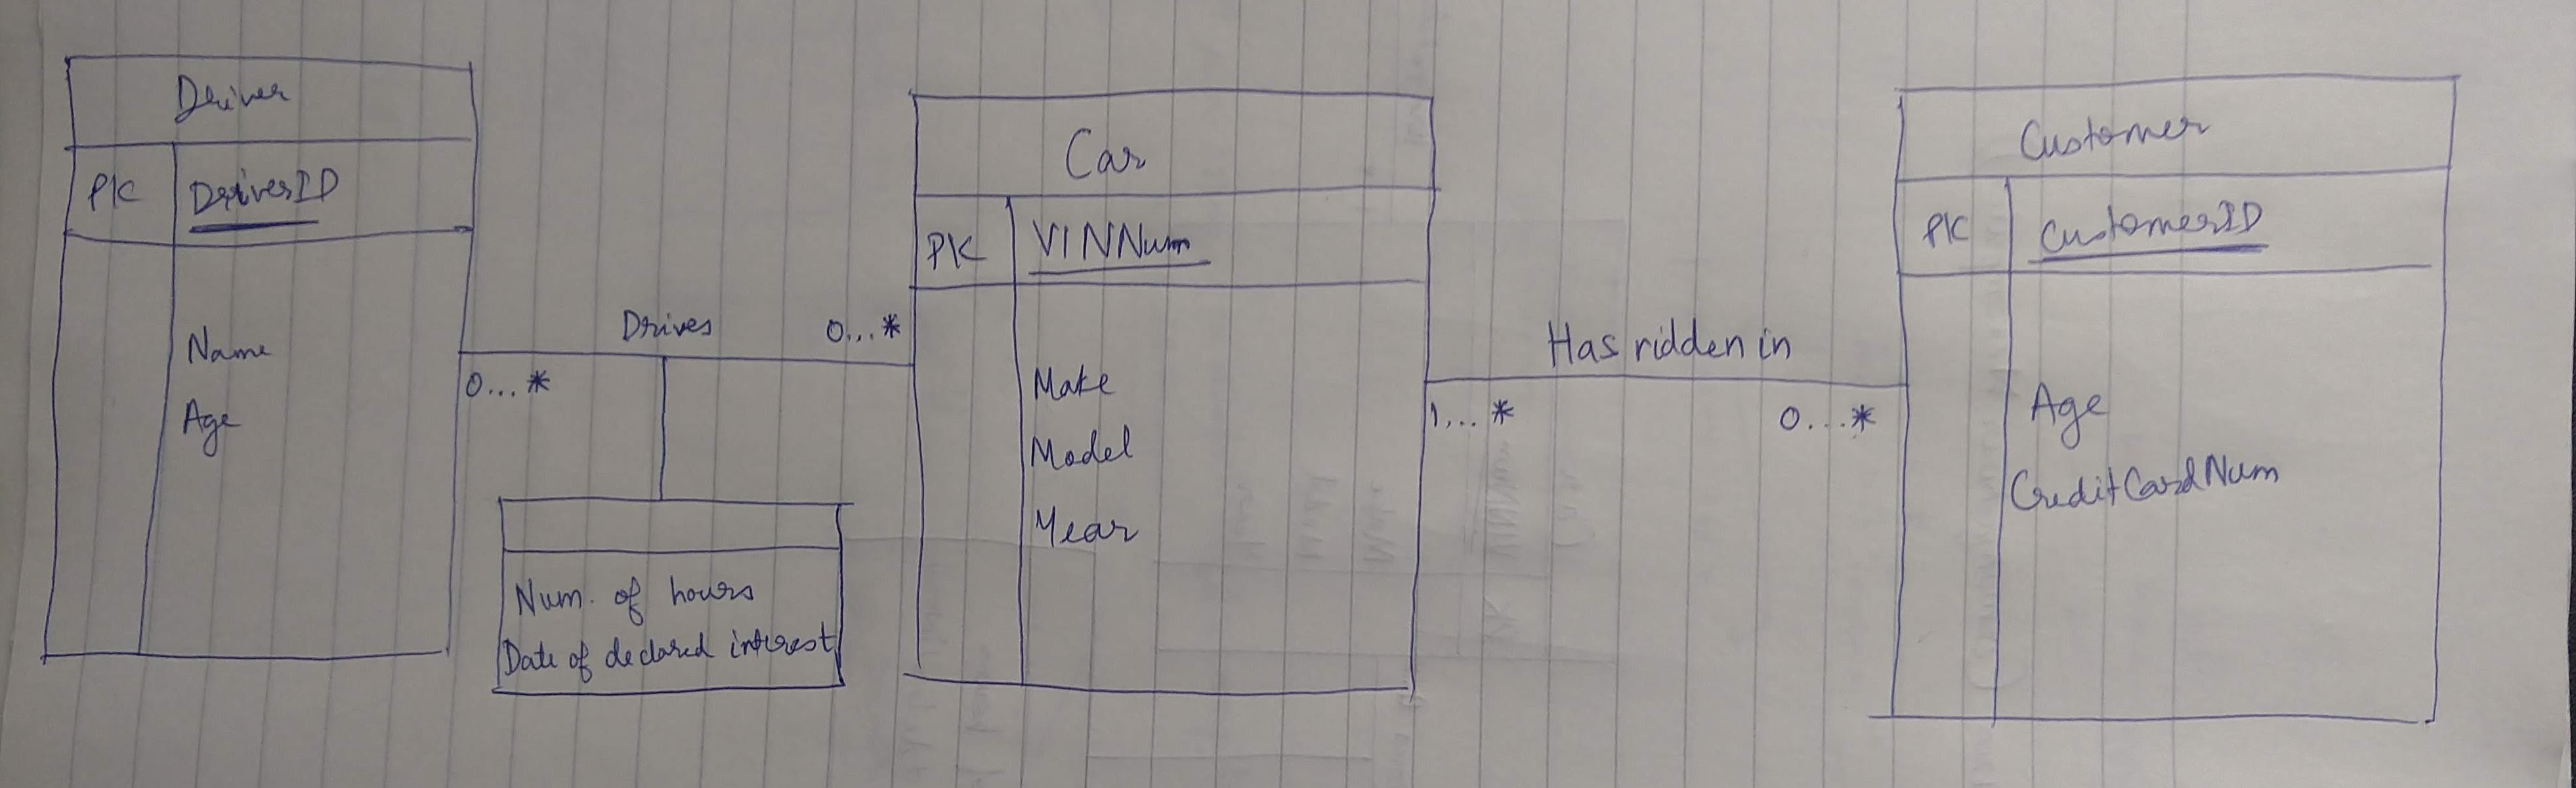 Driver
PK DriverID
Name
Age
Drives
0...*
0...*
Num. of hours
Date of declared interest
Car
PK VINNum
Make
Model
Year
Has ridden in
1...*
0...*
Customer
PK CustomerID
Age
CreditCardNum